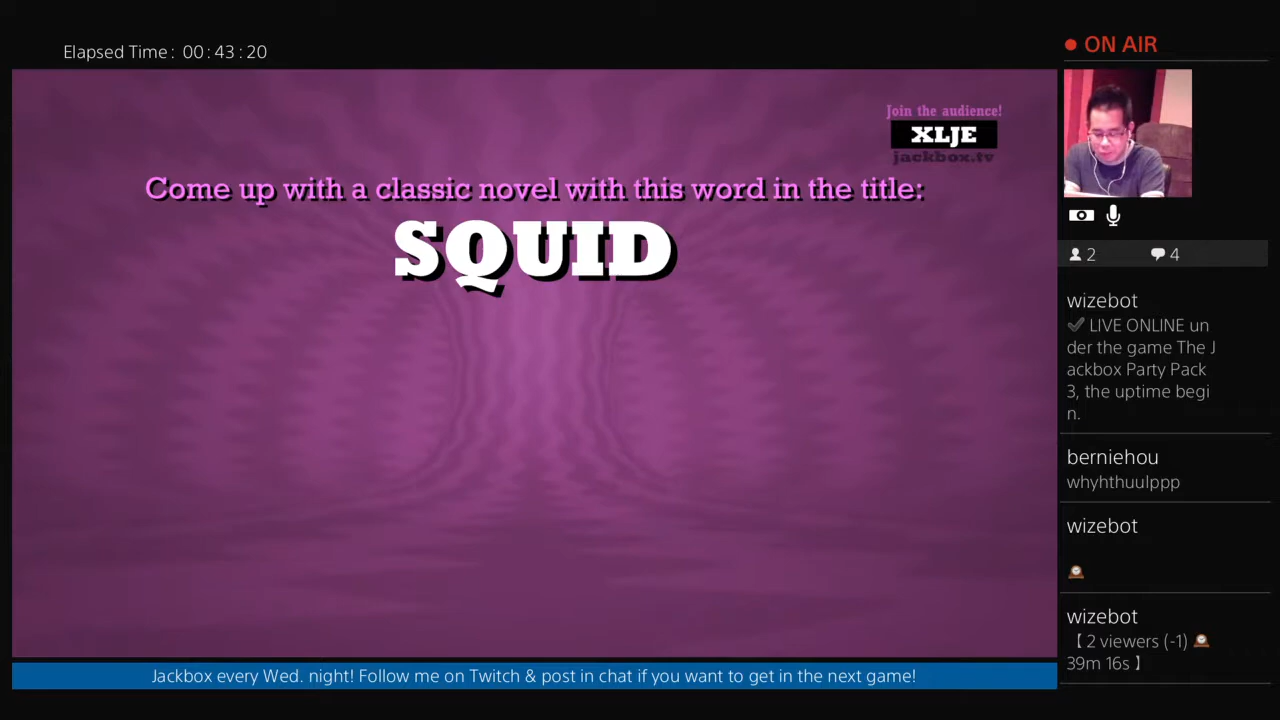 Elapsed Time: 00:43:20
ON AIR
Join the audience!
XLJE
jackbox.tv
Come up with a classic novel with this word in the title:
SQUID
2 4
wizebot
✓ LIVE ONLINE un
der the game The J
ackbox Party Pack
3, the uptime begi
n.
berniehou
whyhthuulppp
wizebot
wizebot
【 2 viewers (-1) 🕰
39m 16s 】
Jackbox every Wed. night! Follow me on Twitch & post in chat if you want to get in the next game!